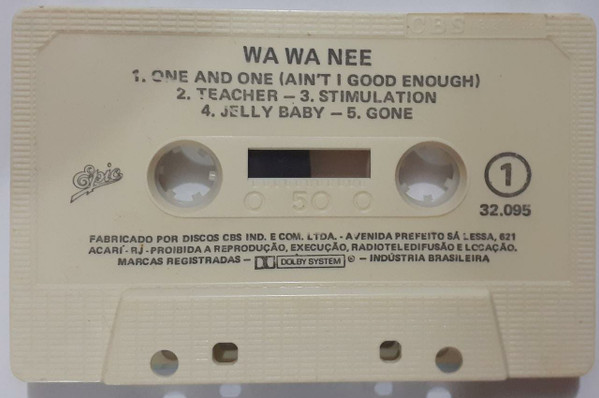 CBS
WA WA NEE
1. ONE AND ONE (AIN'T I GOOD ENOUGH)
2. TEACHER – 3. STIMULATION
4. JELLY BABY – 5. GONE
Epic
50
1
32.095
FABRICADO POR DISCOS CBS IND. E COM. LTDA. - AVENIDA PREFEITO SÁ LESSA, 621
ACARÍ - RJ - PROIBIDA A REPRODUÇÃO, EXECUÇÃO, RADIOTELEDIFUSÃO E LOCAÇÃO.
MARCAS REGISTRADAS – DOLBY SYSTEM ® – INDÚSTRIA BRASILEIRA